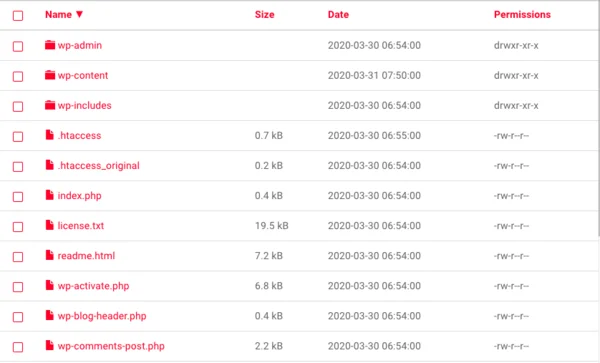 Name ▼ Size Date Permissions
wp-admin 2020-03-30 06:54:00 drwxr-xr-x
wp-content 2020-03-31 07:50:00 drwxr-xr-x
wp-includes 2020-03-30 06:54:00 drwxr-xr-x
.htaccess 0.7 kB 2020-03-30 06:55:00 -rw-r--r--
.htaccess_original 0.2 kB 2020-03-30 06:54:00 -rw-r--r--
index.php 0.4 kB 2020-03-30 06:54:00 -rw-r--r--
license.txt 19.5 kB 2020-03-30 06:54:00 -rw-r--r--
readme.html 7.2 kB 2020-03-30 06:54:00 -rw-r--r--
wp-activate.php 6.8 kB 2020-03-30 06:54:00 -rw-r--r--
wp-blog-header.php 0.4 kB 2020-03-30 06:54:00 -rw-r--r--
wp-comments-post.php 2.2 kB 2020-03-30 06:54:00 -rw-r--r--